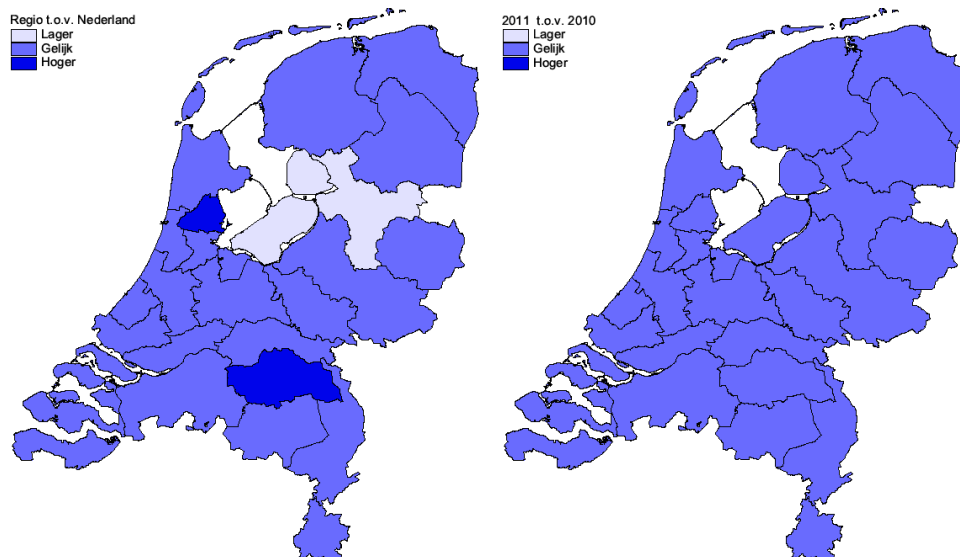 Regio t.o.v. Nederland
Lager
Gelijk
Hoger
2011 t.o.v. 2010
Lager
Gelijk
Hoger